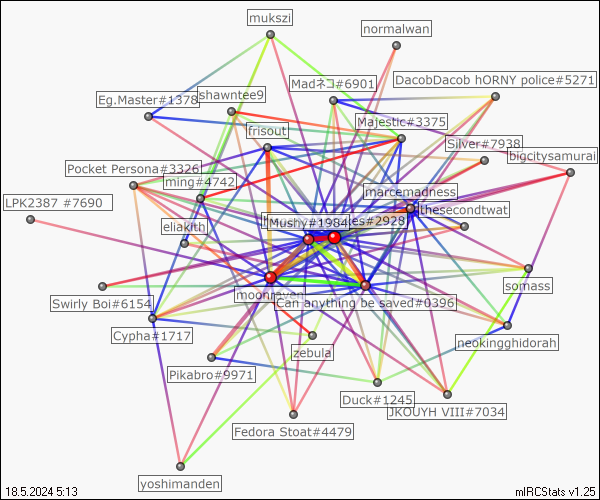 mukszi
normalwan
Madネコ#6901
DacobDacob hORNY police#5271
shawntee9
Eg.Master#1378
Majestic#3375
frisout
Silver#7938
bigcitysamurai
Pocket Persona#3326
ming#4742
marcemadness
LPK2387 #7690
thesecondtwat
Mushy#1984
es#2928
eliakith
somass
moonraven
Can anything be saved#0396
Swirly Boi#6154
Cypha#1717
neokingghidorah
zebula
Pikabro#9971
Duck#1245
JKOUYH VIII#7034
Fedora Stoat#4479
yoshimanden
18.5.2024 5:13
mIRCStats v1.25